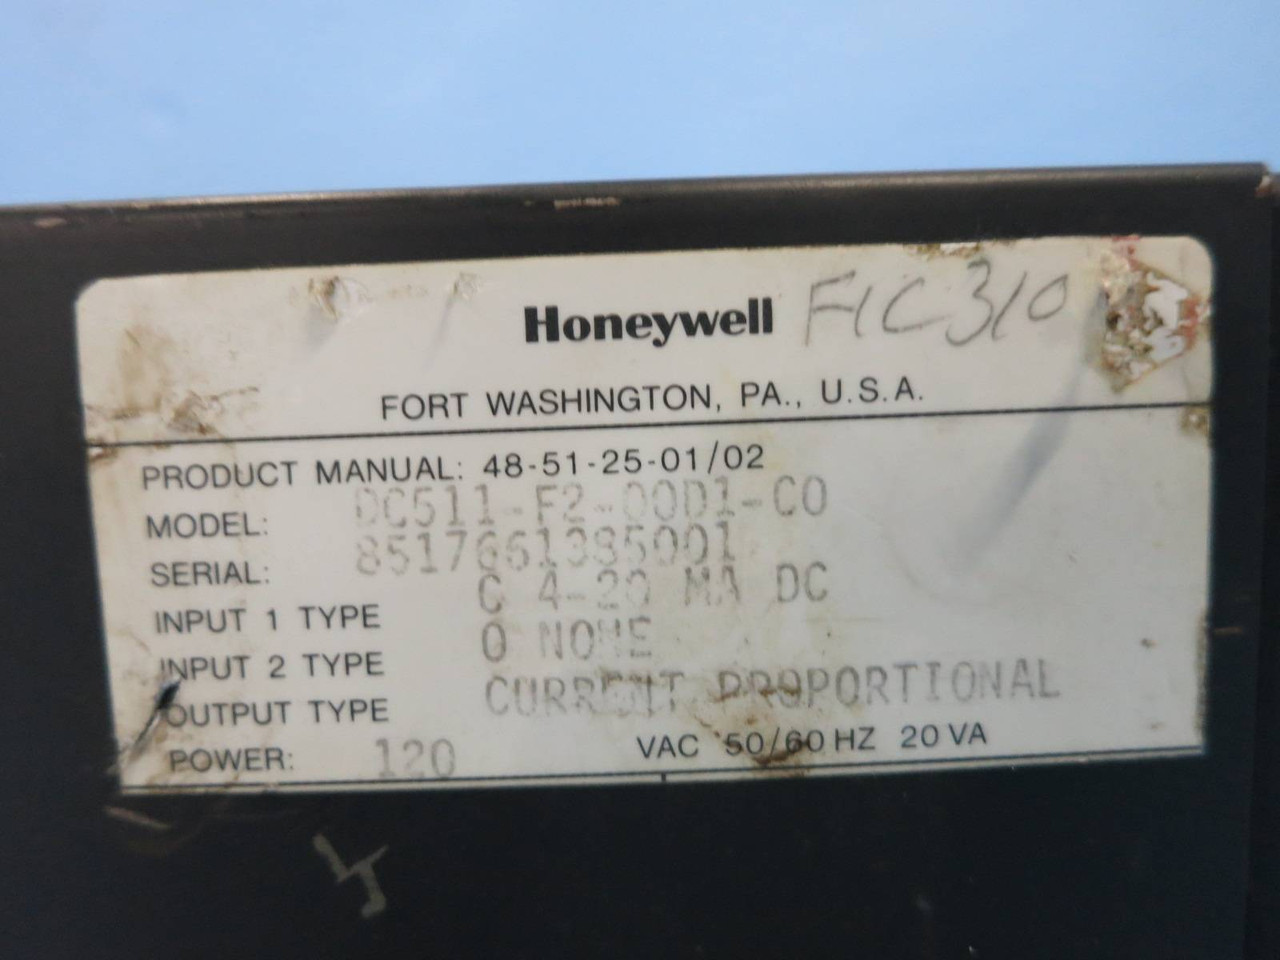 Honeywell FIC310
FORT WASHINGTON, PA., U.S.A.
PRODUCT MANUAL: 48-51-25-01/02
MODEL: DC511-F2-00D1-C0
SERIAL: 8517661385001
INPUT 1 TYPE C 4-20 MA DC
INPUT 2 TYPE 0 NONE
OUTPUT TYPE CURRENT PROPORTIONAL
POWER: 120 VAC 50/60 HZ 20 VA